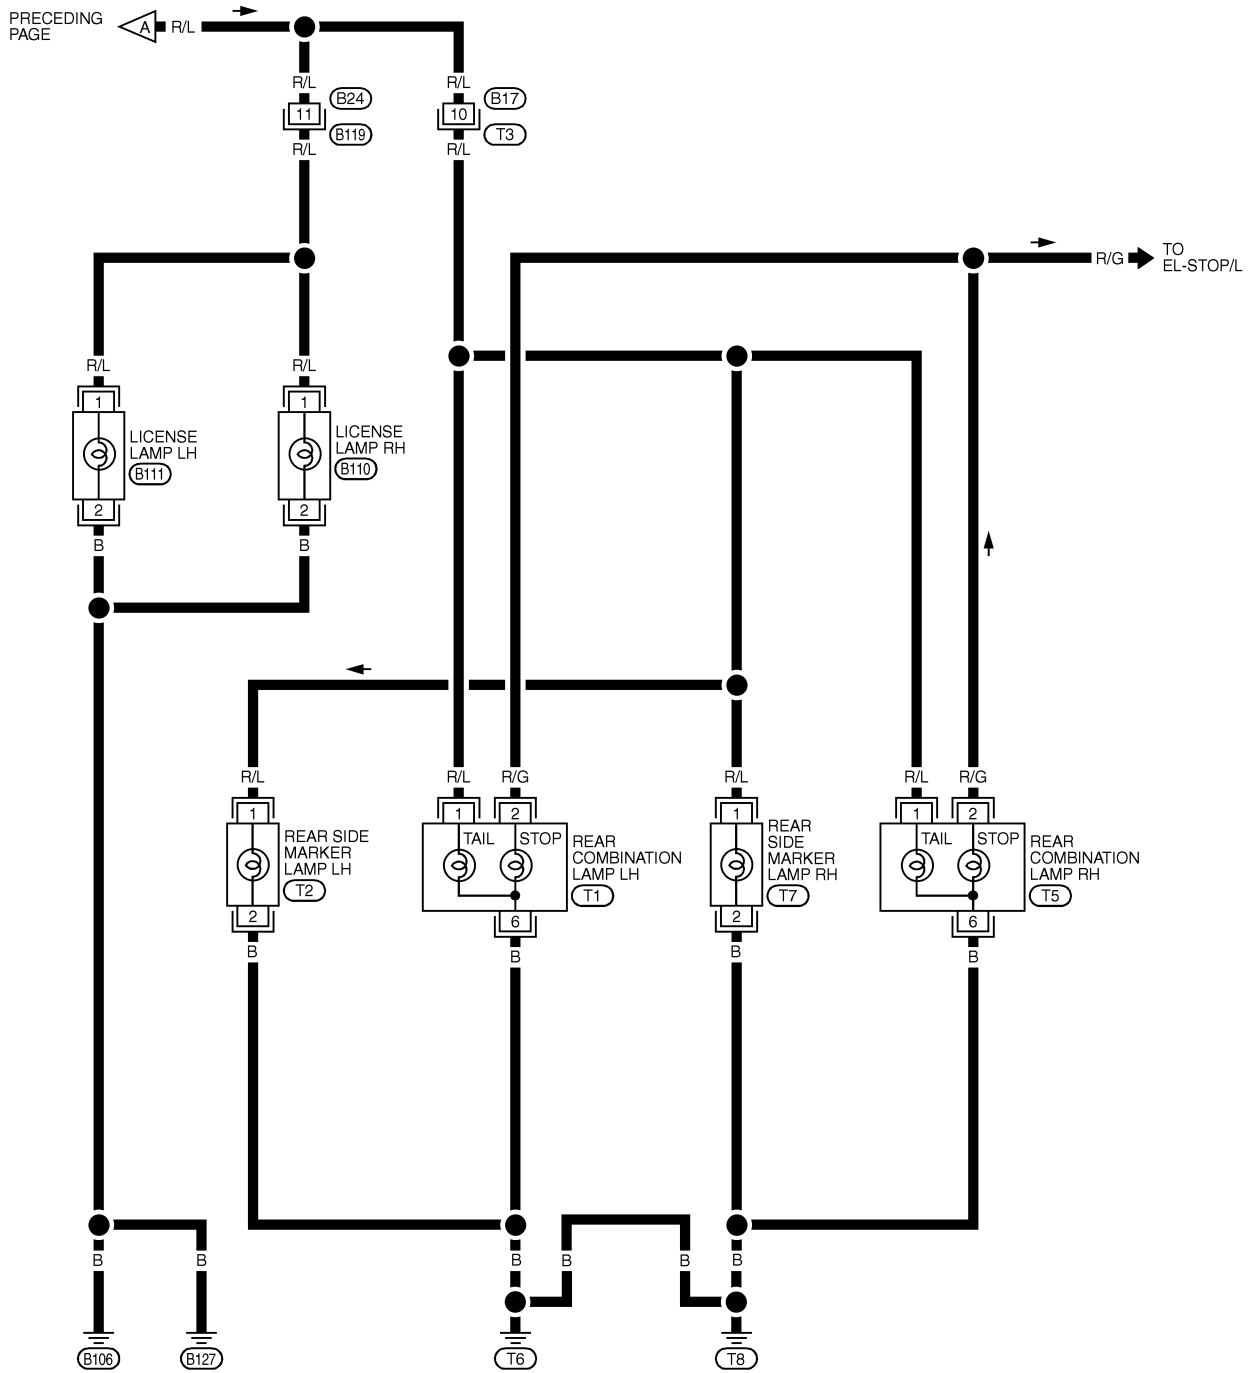 PRECEDING
PAGE
A
R/L
R/L
R/L
11
B24
B119
10
B17
T3
R/L
R/L
R/G
TO
EL-STOP/L
R/L
R/L
1
LICENSE
LAMP LH
B111
2
1
LICENSE
LAMP RH
B110
2
B
B
R/L
R/L
R/G
R/L
R/L
R/G
1
REAR SIDE
MARKER
LAMP LH
T2
2
1
2
TAIL
STOP
REAR
COMBINATION
LAMP LH
T1
6
1
REAR
SIDE
MARKER
LAMP RH
T7
2
1
2
TAIL
STOP
REAR
COMBINATION
LAMP RH
T5
6
B
B
B
B
B
B
B
B
B
B
B106
B127
T6
T8